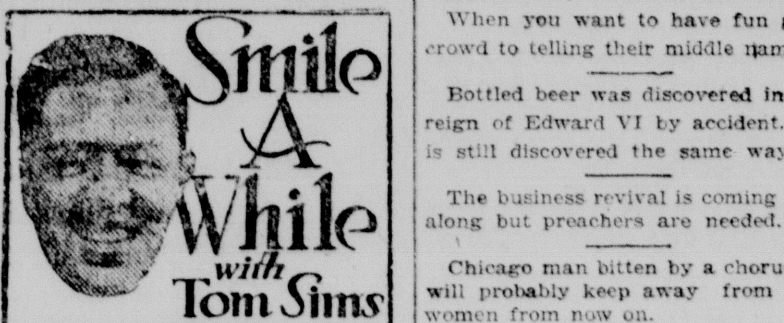 Smile
A
While
with
Tom Sims
When you want to have fun
crowd to telling their middle
Bottled beer was discovered in
reign of Edward VI by accident.
is still discovered the same way
The business revival is coming
along but preachers are needed.
Chicago man bitten by a
will probably keep away from
women from now on.